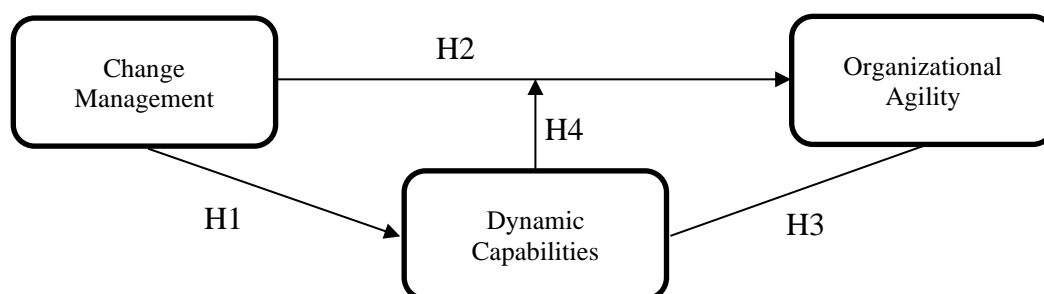 H2
Change
Management
Organizational
Agility
H4
H1
Dynamic
Capabilities
H3